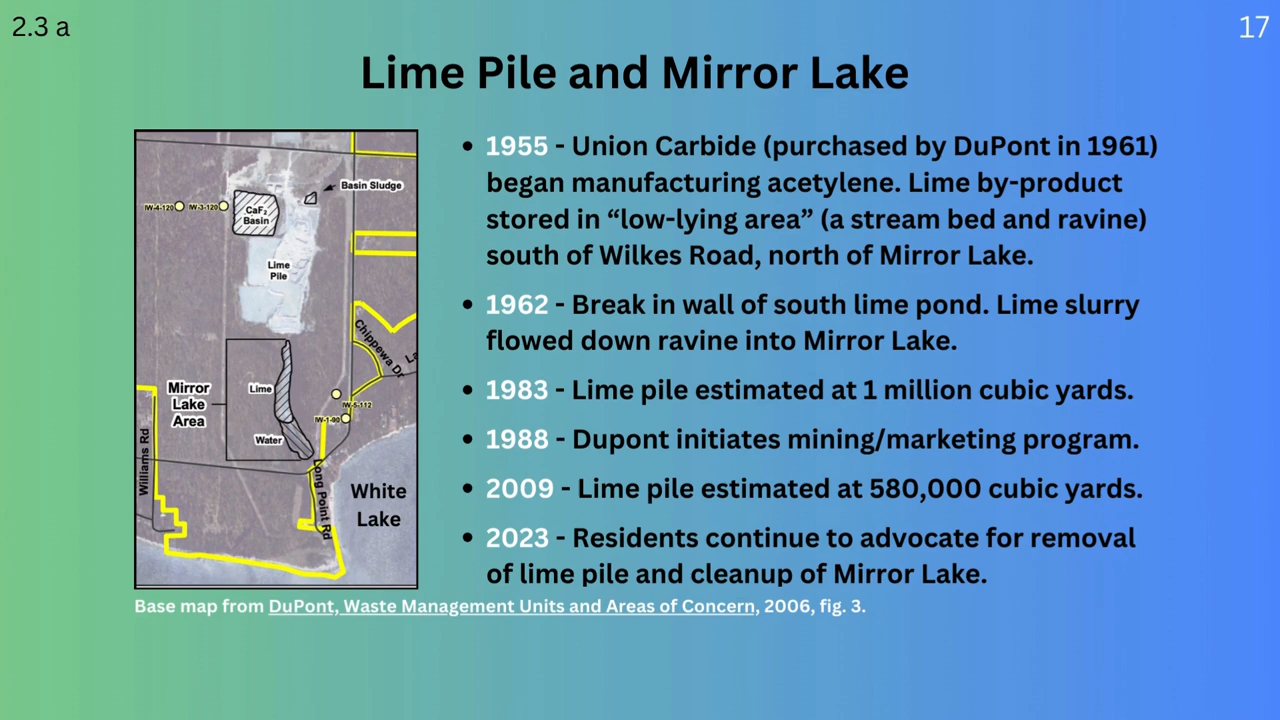 2.3 a
17
Lime Pile and Mirror Lake
• 1955 - Union Carbide (purchased by DuPont in 1961)
began manufacturing acetylene. Lime by-product
stored in “low-lying area” (a stream bed and ravine)
south of Wilkes Road, north of Mirror Lake.
• 1962 - Break in wall of south lime pond. Lime slurry
flowed down ravine into Mirror Lake.
• 1983 - Lime pile estimated at 1 million cubic yards.
• 1988 - Dupont initiates mining/marketing program.
• 2009 - Lime pile estimated at 580,000 cubic yards.
• 2023 - Residents continue to advocate for removal
of lime pile and cleanup of Mirror Lake.
Basin Sludge
IW-4-120
IW-3-120
CaF₂
Basin
Lime
Pile
Chippewa Dr
La
Mirror
Lake
Area
Lime
IW-5-112
IW-1-90
Water
Williams Rd
Long Point Rd
White
Lake
Base map from DuPont, Waste Management Units and Areas of Concern, 2006, fig. 3.